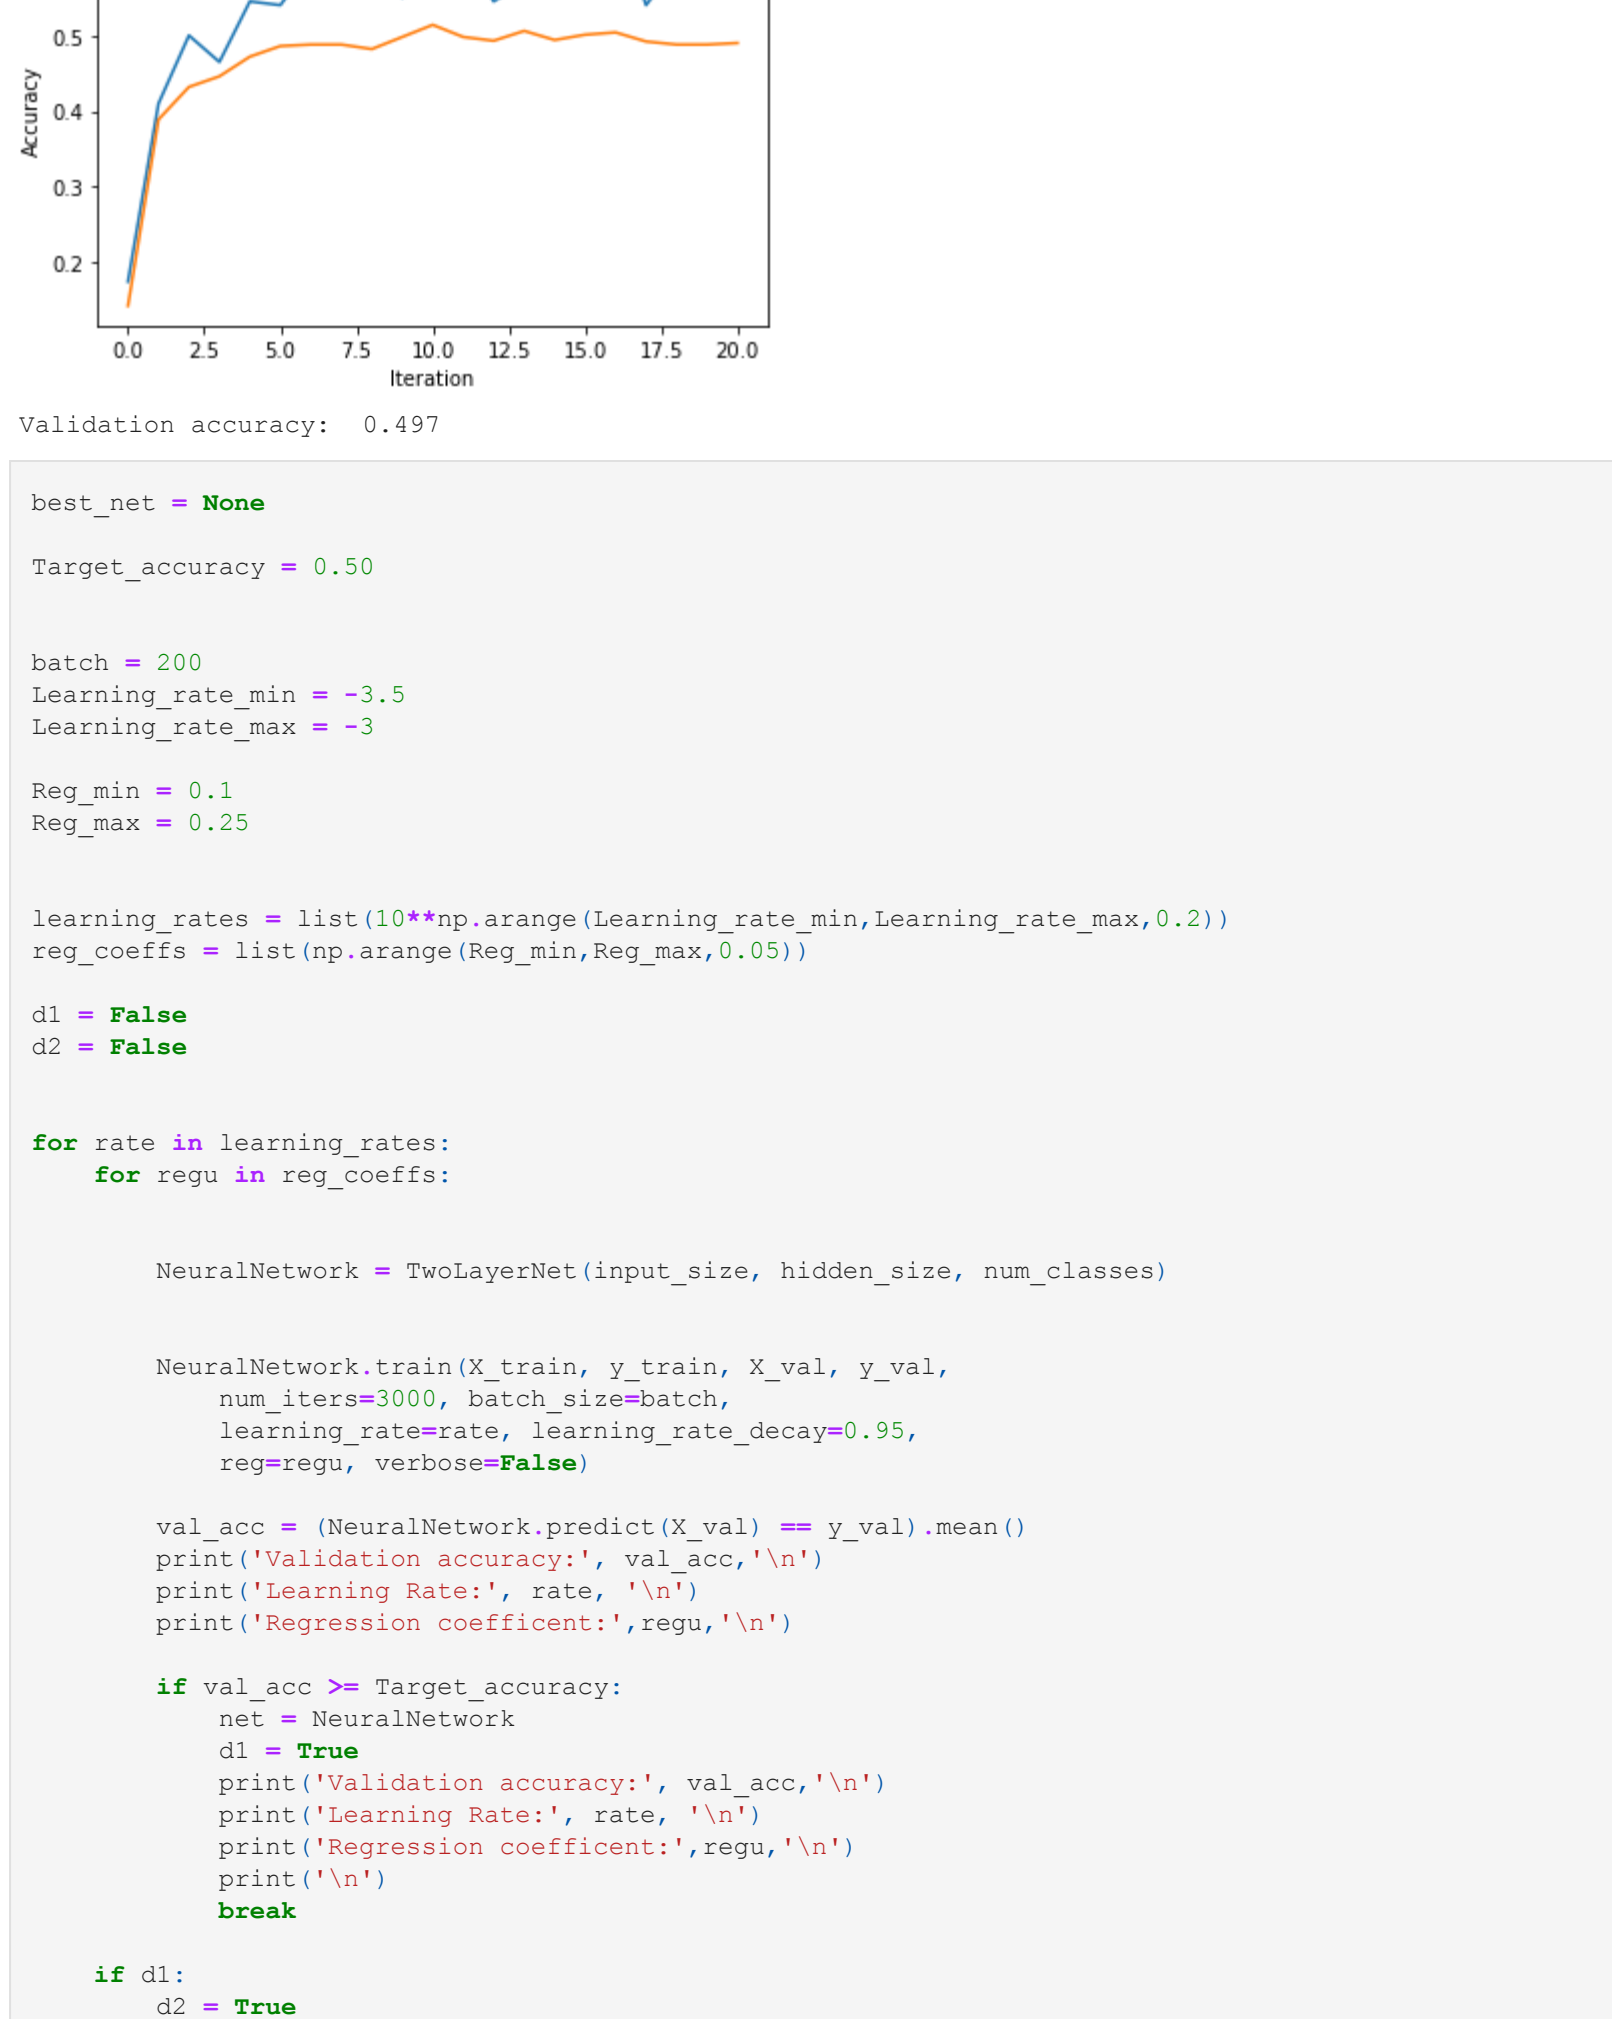 0.5
0.4
0.3
0.2
Accuracy
0.0 2.5 5.0 7.5 10.0 12.5 15.0 17.5 20.0
Iteration
Validation accuracy:  0.497
best_net = None
Target_accuracy = 0.50
batch = 200
Learning_rate_min = -3.5
Learning_rate_max = -3
Reg_min = 0.1
Reg_max = 0.25
learning_rates = list(10**np.arange(Learning_rate_min,Learning_rate_max,0.2))
reg_coeffs = list(np.arange(Reg_min,Reg_max,0.05))
d1 = False
d2 = False
for rate in learning_rates:
    for regu in reg_coeffs:
        NeuralNetwork = TwoLayerNet(input_size, hidden_size, num_classes)
        NeuralNetwork.train(X_train, y_train, X_val, y_val,
            num_iters=3000, batch_size=batch,
            learning_rate=rate, learning_rate_decay=0.95,
            reg=regu, verbose=False)
        val_acc = (NeuralNetwork.predict(X_val) == y_val).mean()
        print('Validation accuracy:', val_acc,'\n')
        print('Learning Rate:', rate, '\n')
        print('Regression coefficent:',regu,'\n')
        if val_acc >= Target_accuracy:
            net = NeuralNetwork
            d1 = True
            print('Validation accuracy:', val_acc,'\n')
            print('Learning Rate:', rate, '\n')
            print('Regression coefficent:',regu,'\n')
            print('\n')
            break
    if d1:
        d2 = True